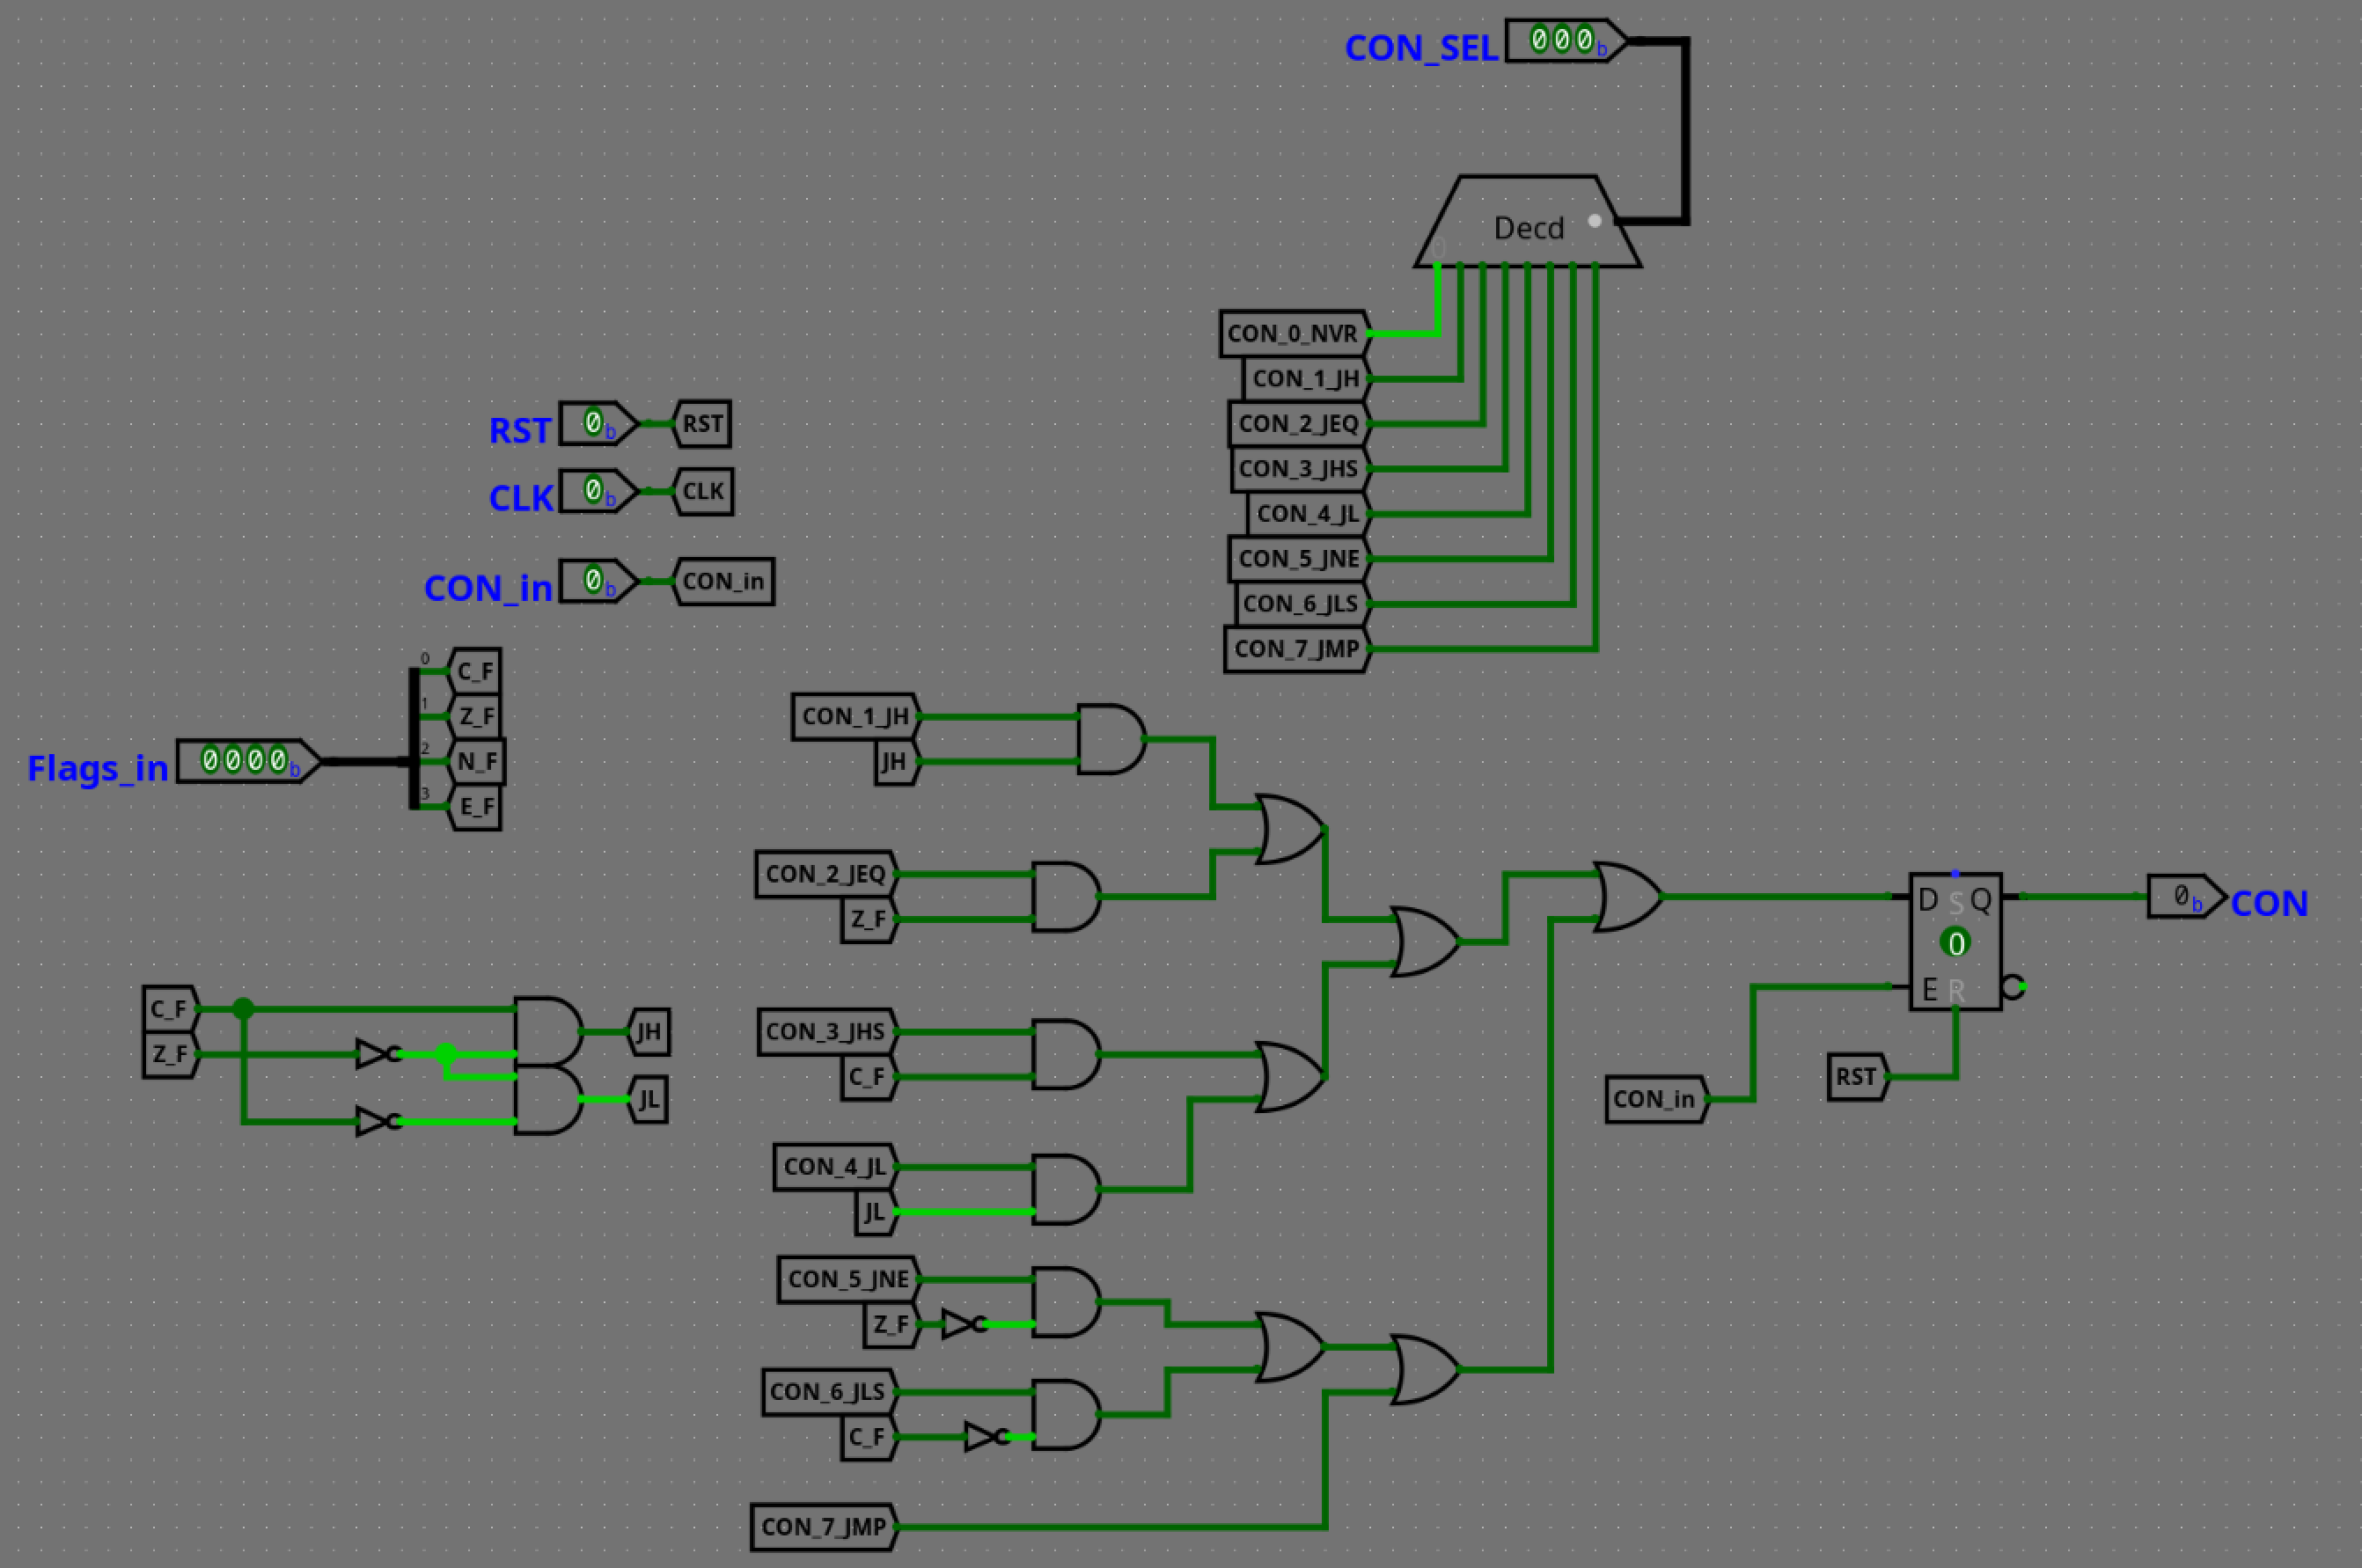 CON_SEL 000b
Decd
0
CON_0_NVR
CON_1_JH
CON_2_JEQ
CON_3_JHS
CON_4_JL
CON_5_JNE
CON_6_JLS
CON_7_JMP
RST 0b RST
CLK 0b CLK
CON_in 0b CON_in
Flags_in 0000b
0 C_F
1 Z_F
2 N_F
3 E_F
C_F
Z_F
JH
JL
CON_1_JH
JH
CON_2_JEQ
Z_F
CON_3_JHS
C_F
CON_4_JL
JL
CON_5_JNE
Z_F
CON_6_JLS
C_F
CON_7_JMP
D S Q
0
E R
CON_in
RST
0b CON